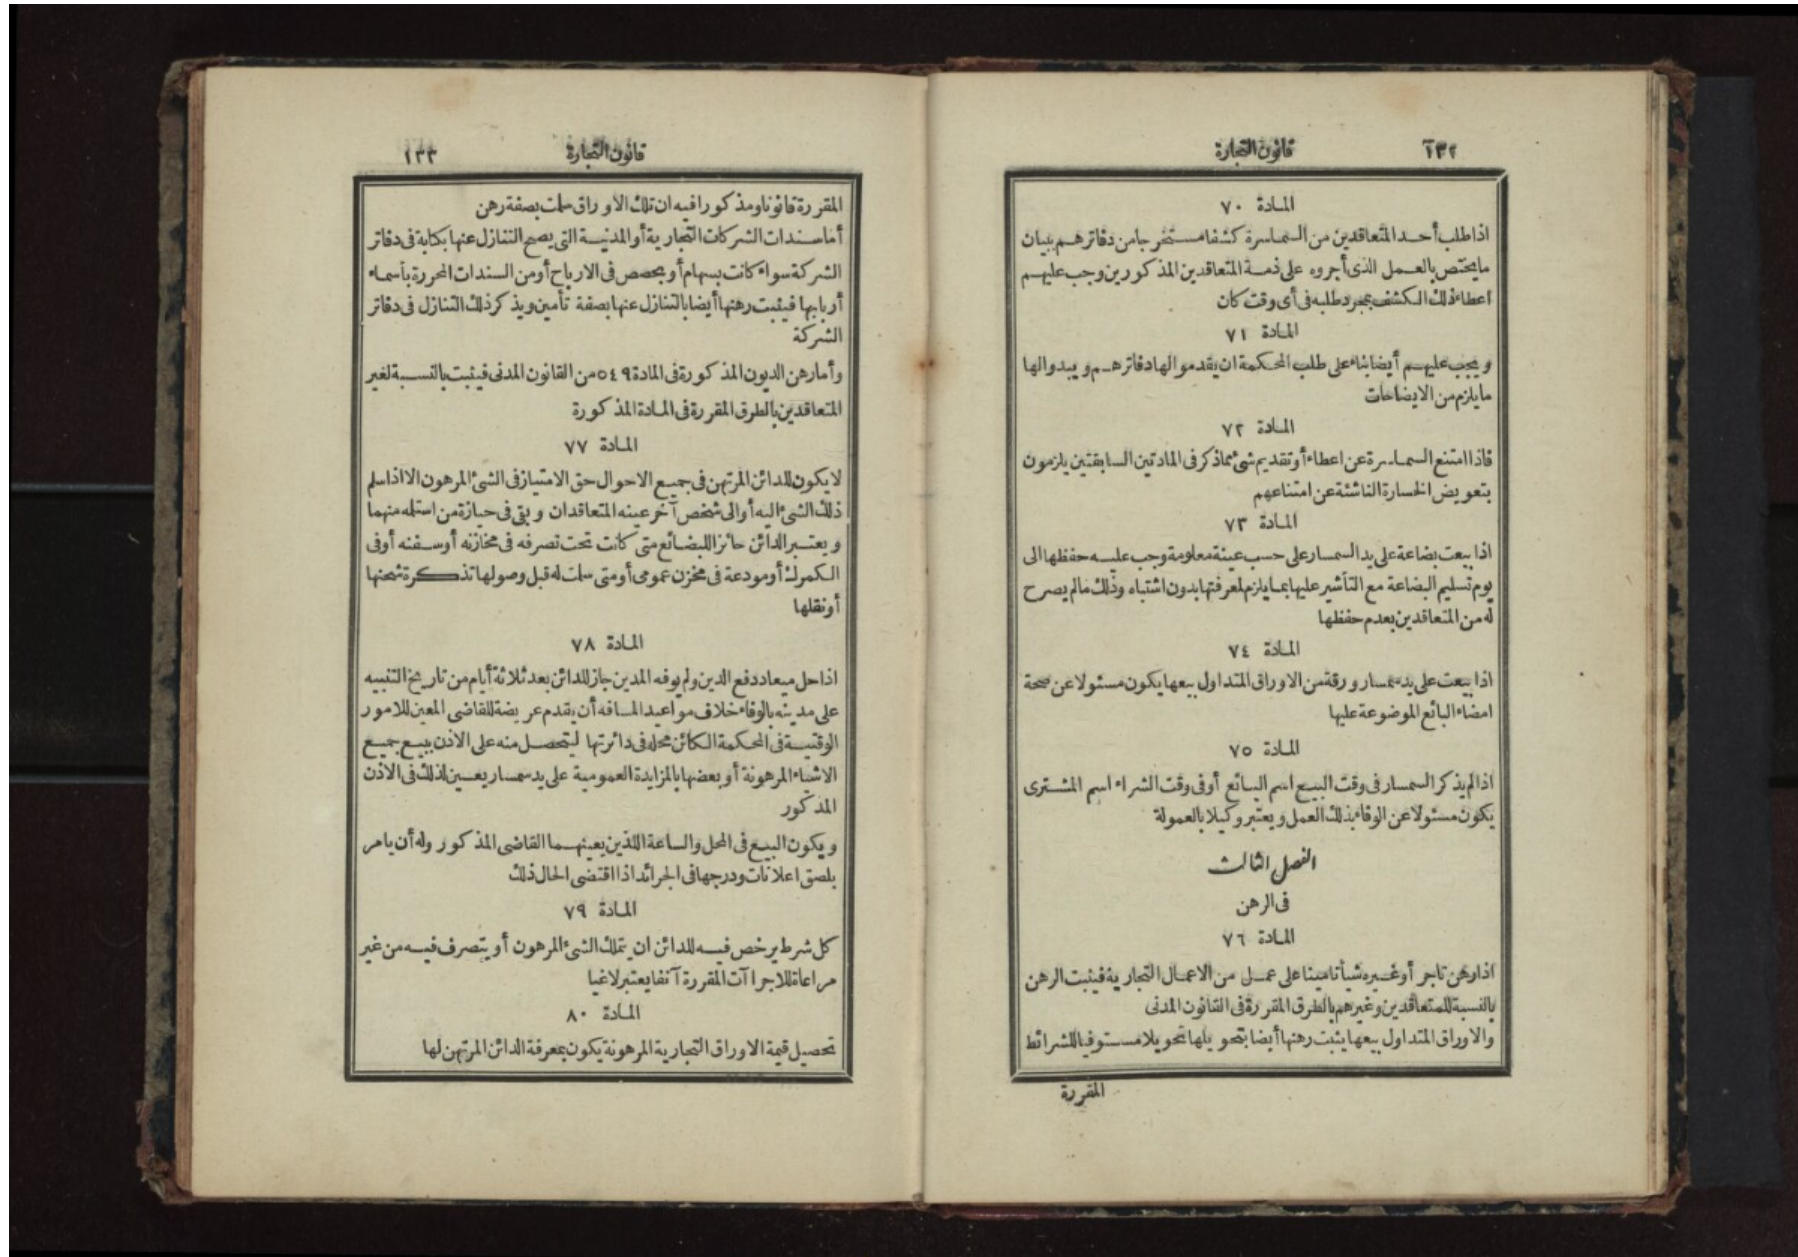 ١٣٢
قانون التجارة
المادة ٧٠
اذا طلب أحد المتعاقدين من السماسرة كشفا مستخرجا من دفاترهم ببيان
ما يختص بالعمل الذى أجروه على ذمة المتعاقدين المذكورين وجب عليهم
اعطاء ذلك الكشف بمجرد طلبه فى أى وقت كان
المادة ٧١
ويجب عليهم أيضا بناء على طلب المحكمة ان يقدموا لها دفاترهم ويبدوا لها
ما يلزم من الايضاحات
المادة ٧٢
فاذا امتنع السماسرة عن اعطاء أو تقديم شئ مما ذكر فى المادتين السابقتين يلزمون
بتعويض الخسارة الناشئة عن امتناعهم
المادة ٧٣
اذا بيعت بضاعة على يد السمسار على حسب عينة معلومة وجب عليه حفظها الى
يوم تسليم البضاعة مع التأشير عليها بما يلزم لمعرفتها بدون اشتباه وذلك مالم يصرح
له من المتعاقدين بعدم حفظها
المادة ٧٤
اذا بيعت على يد سمسار ورقة من الاوراق المتداول بيعها يكون مسئولا عن صحة
امضاء البائع الموضوعة عليها
المادة ٧٥
اذا لم يذكر السمسار فى وقت البيع اسم البائع أو فى وقت الشراء اسم المشترى
يكون مسئولا عن الوفاء بذلك العمل ويعتبر وكيلا بالعمولة
الفصل الثالث
فى الرهن
المادة ٧٦
اذا رهن تاجر أو غيره شيأ تأمينا على عمل من الاعمال التجارية فيثبت الرهن
بالنسبة للمتعاقدين وغيرهم بالطرق المقررة فى القانون المدنى
والاوراق المتداول بيعها يثبت رهنها أيضا بتحويلها تحويلا مستوفيا للشرائط
المقررة
قانون التجارة
١٣٣
المقررة قانونا ومذكورا فيه ان تلك الاوراق سلمت بصفة رهن
أما سندات الشركات التجارية أو المدنية التى يصح التنازل عنها بكتابة فى دفاتر
الشركة سواء كانت بسهام أو بحصص فى الارباح أو من السندات المحررة بأسماء
أربابها فيثبت رهنها أيضا بالتنازل عنها بصفة تأمين ويذكر ذلك التنازل فى دفاتر
الشركة
وأما رهن الديون المذكورة فى المادة ٥٤٩ من القانون المدنى فيثبت بالنسبة لغير
المتعاقدين بالطرق المقررة فى المادة المذكورة
المادة ٧٧
لا يكون للدائن المرتهن فى جميع الاحوال حق الامتياز فى الشئ المرهون الا اذا سلم
ذلك الشئ اليه أو الى شخص آخر عينه المتعاقدان وبقى فى حيازة من استلمه منهما
ويعتبر الدائن حائزا للبضائع متى كانت تحت تصرفه فى مخازنه أو سفنه أو فى
الكمرك أو مودعة فى مخزن عمومى أو متى سلمت له قبل وصولها تذكرة شحنها
أو نقلها
المادة ٧٨
اذا حل ميعاد دفع الدين ولم يوفه المدين جاز للدائن بعد ثلاثة أيام من تاريخ التنبيه
على مدينه بالوفاء خلاف مواعيد المسافه أن يقدم عريضة للقاضى المعين للامور
الوقتية فى المحكمة الكائن محله فى دائرتها ليتحصل منه على الاذن ببيع جميع
الاشياء المرهونة أو بعضها بالمزايدة العمومية على يد سمسار يعين لذلك فى الاذن
المذكور
ويكون البيع فى المحل والساعة اللذين يعينهما القاضى المذكور وله أن يامر
بلصق اعلانات ودرجها فى الجرائد اذا اقتضى الحال ذلك
المادة ٧٩
كل شرط يرخص فيه للدائن ان يتملك الشئ المرهون أو يتصرف فيه من غير
مراعاة للاجراآت المقررة آنفا يعتبر لاغيا
المادة ٨٠
تحصيل قيمة الاوراق التجارية المرهونة يكون بمعرفة الدائن المرتهن لها